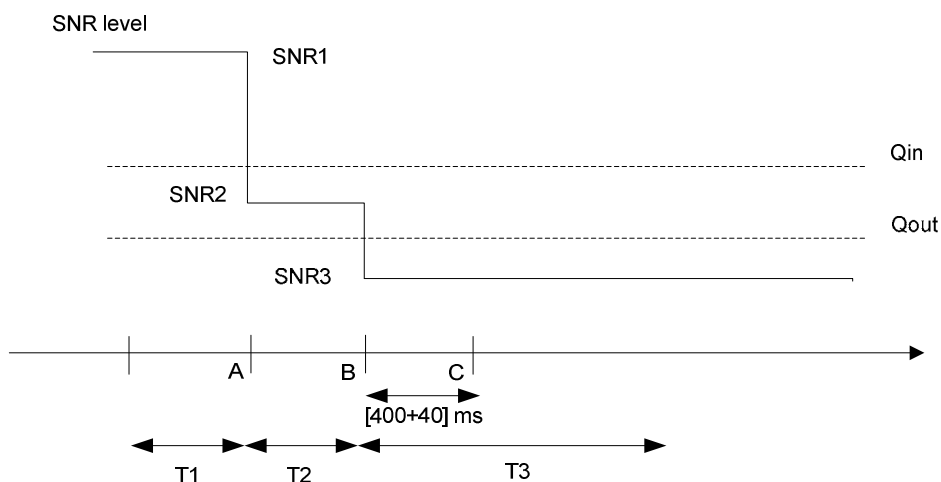 SNR level
SNR1
Qin
SNR2
Qout
SNR3
A
B
C
[400+40] ms
T1
T2
T3